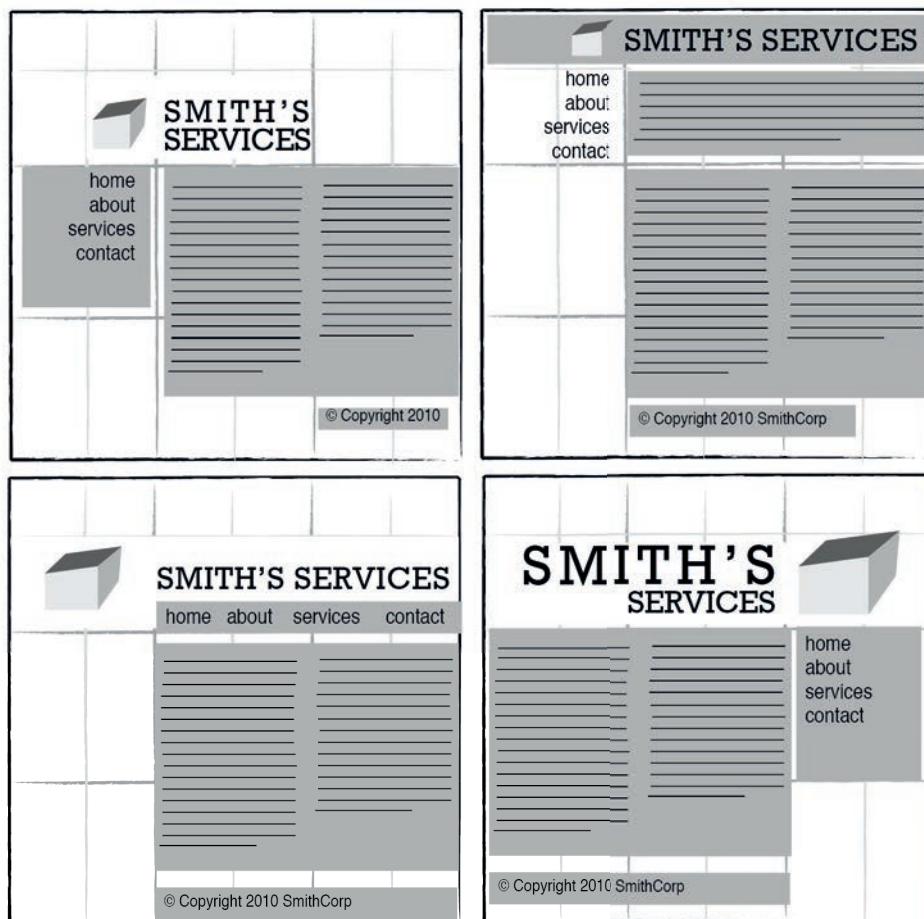 SMITH'S
SERVICES
home
about
services
contact
© Copyright 2010
SMITH'S SERVICES
home
about
services
contact
© Copyright 2010 SmithCorp
SMITH'S SERVICES
home about services contact
© Copyright 2010 SmithCorp
SMITH'S
SERVICES
home
about
services
contact
© Copyright 2010 SmithCorp